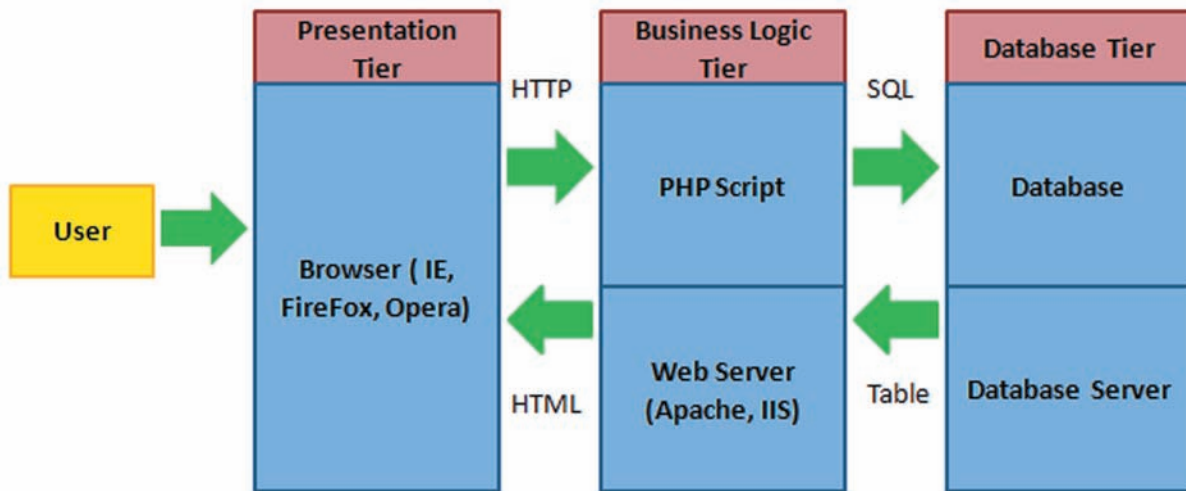 Presentation
Tier
Business Logic
Tier
Database Tier
HTTP
SQL
PHP Script
Database
User
Browser ( IE,
FireFox, Opera)
Web Server
(Apache, IIS)
Database Server
HTML
Table